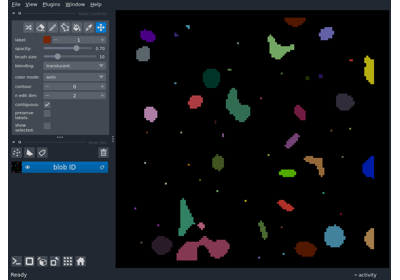 File View Plugins Window Help
label: 1
opacity: 0.70
brush size: 10
blending: translucent
color mode: auto
contour: 0
n edit dim: 2
contiguous:
preserve labels:
show selected:
blob ID
Ready
activity